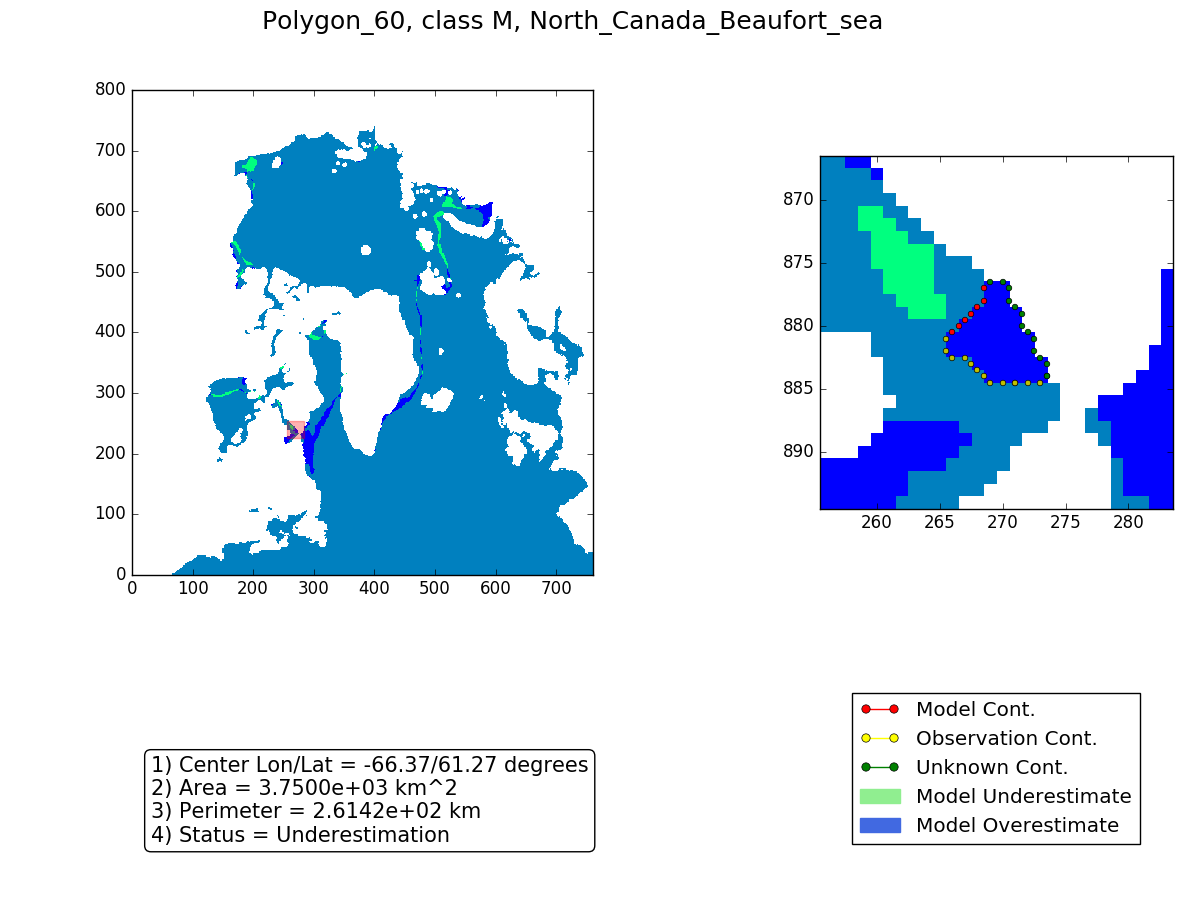 Polygon_60, class M, North_Canada_Beaufort_sea
800
700
600
500
400
300
200
100
0
0 100 200 300 400 500 600 700
870
875
880
885
890
260 265 270 275 280
1) Center Lon/Lat = -66.37/61.27 degrees
2) Area = 3.7500e+03 km^2
3) Perimeter = 2.6142e+02 km
4) Status = Underestimation
Model Cont.
Observation Cont.
Unknown Cont.
Model Underestimate
Model Overestimate